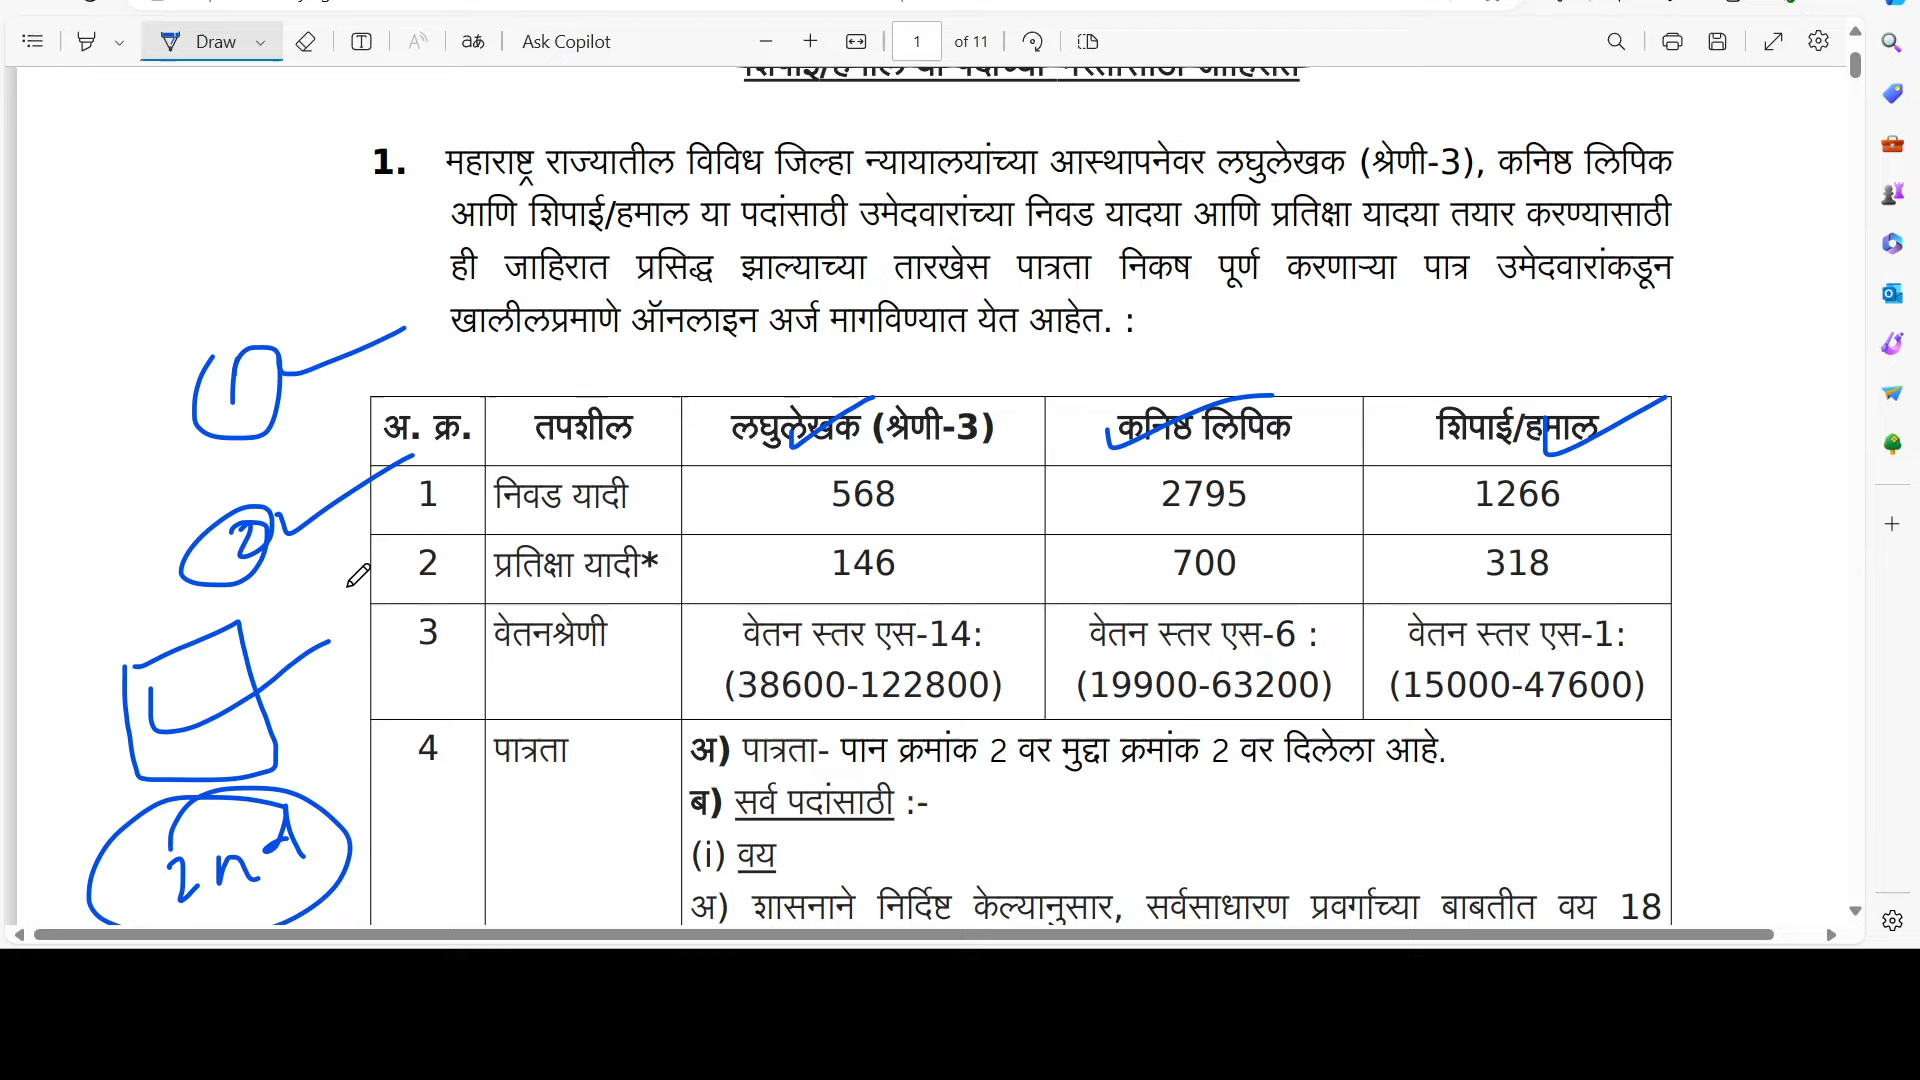 Draw
Ask Copilot
1
of 11
शिपाई/हमाल या पदांच्या भरतीसाठी जाहिरात
1. महाराष्ट्र राज्यातील विविध जिल्हा न्यायालयांच्या आस्थापनेवर लघुलेखक (श्रेणी-3), कनिष्ठ लिपिक
आणि शिपाई/हमाल या पदांसाठी उमेदवारांच्या निवड यादया आणि प्रतिक्षा यादया तयार करण्यासाठी
ही जाहिरात प्रसिद्ध झाल्याच्या तारखेस पात्रता निकष पूर्ण करणाऱ्या पात्र उमेदवारांकडून
खालीलप्रमाणे ऑनलाइन अर्ज मागविण्यात येत आहेत. :
अ. क्र. तपशील लघुलेखक (श्रेणी-3) कनिष्ठ लिपिक शिपाई/हमाल
1 निवड यादी 568 2795 1266
2 प्रतिक्षा यादी* 146 700 318
3 वेतनश्रेणी वेतन स्तर एस-14: वेतन स्तर एस-6 : वेतन स्तर एस-1:
(38600-122800) (19900-63200) (15000-47600)
4 पात्रता अ) पात्रता- पान क्रमांक 2 वर मुद्दा क्रमांक 2 वर दिलेला आहे.
ब) सर्व पदांसाठी :-
(i) वय
अ) शासनाने निर्दिष्ट केल्यानुसार, सर्वसाधारण प्रवर्गाच्या बाबतीत वय 18
1
2
2nd